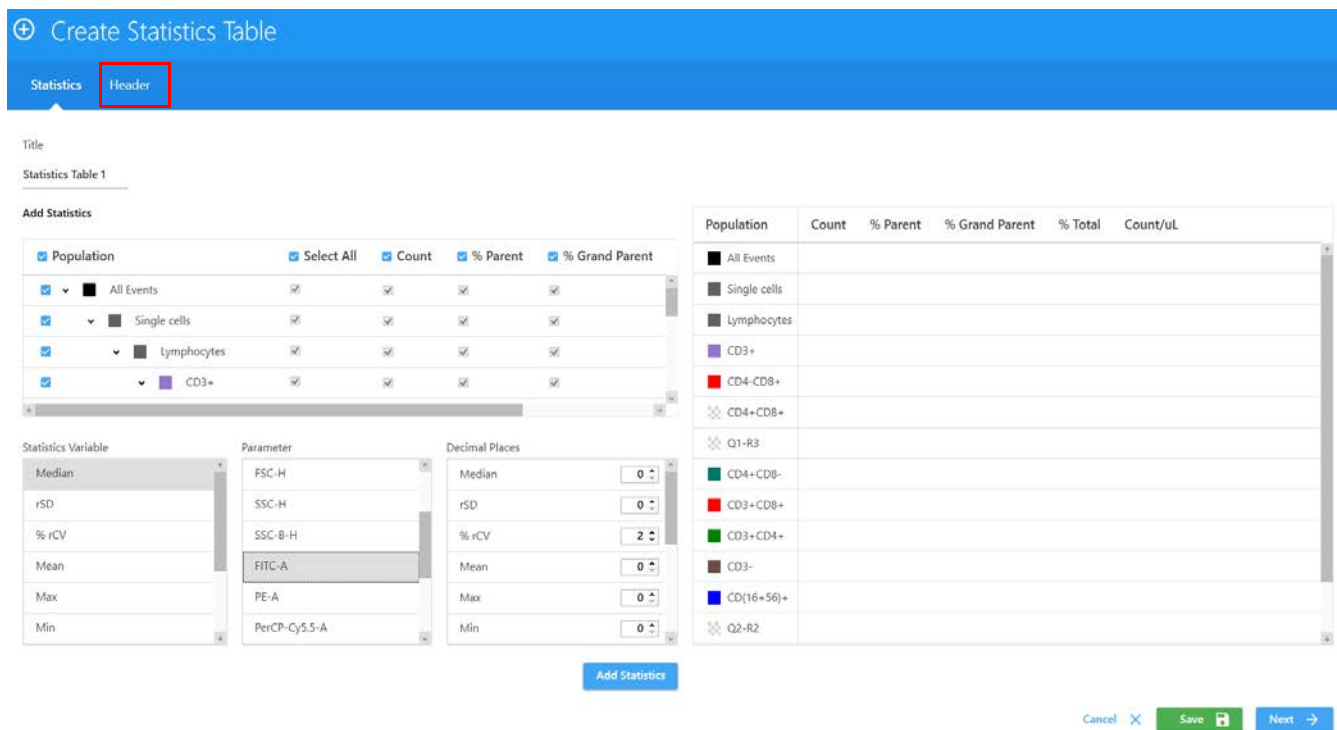 Create Statistics Table
Statistics Header
Title
Statistics Table 1
Add Statistics
Population Select All Count % Parent % Grand Parent
All Events
Single cells
Lymphocytes
CD3+
Statistics Variable
Median
rSD
% rCV
Mean
Max
Min
Parameter
FSC-H
SSC-H
SSC-B-H
FITC-A
PE-A
PerCP-Cy5.5-A
Decimal Places
Median 0
rSD 0
% rCV 2
Mean 0
Max 0
Min 0
Add Statistics
Population Count % Parent % Grand Parent % Total Count/uL
All Events
Single cells
Lymphocytes
CD3+
CD4-CD8+
CD4+CD8+
Q1-R3
CD4+CD8-
CD3+CD8+
CD3+CD4+
CD3-
CD(16+56)+
Q2-R2
Cancel Save Next